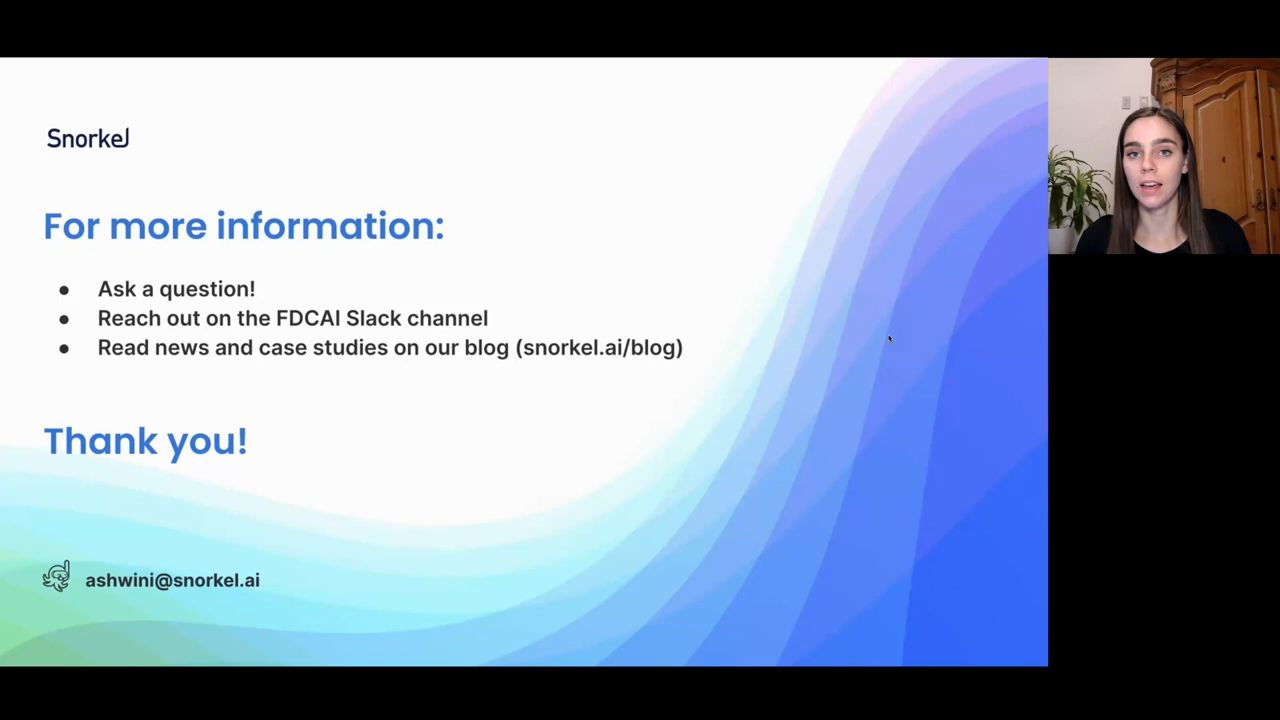 Snorkel
For more information:
● Ask a question!
● Reach out on the FDCAI Slack channel
● Read news and case studies on our blog (snorkel.ai/blog)
Thank you!
ashwini@snorkel.ai